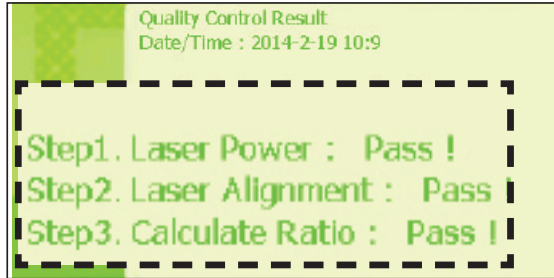 Quality Control Result
Date/Time : 2014-2-19 10:9
Step1. Laser Power : Pass !
Step2. Laser Alignment : Pass !
Step3. Calculate Ratio : Pass !